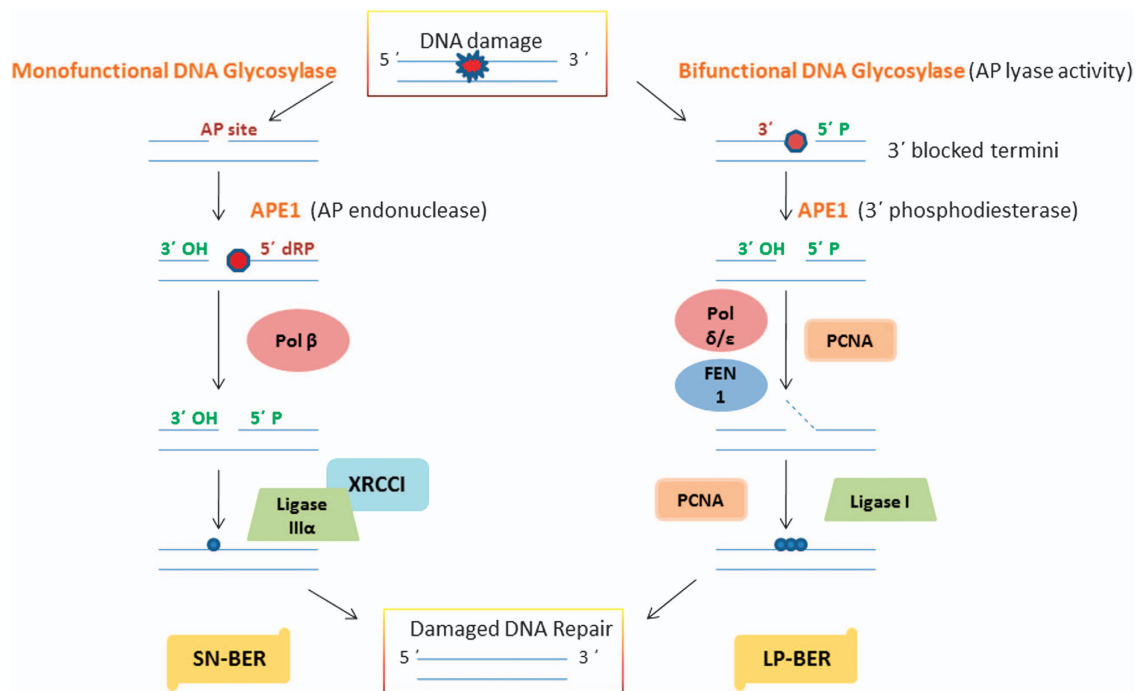 DNA damage
5 ′ 3 ′
Monofunctional DNA Glycosylase
Bifunctional DNA Glycosylase (AP lyase activity)
AP site
3′ 5′ P
3′ blocked termini
APE1 (AP endonuclease)
APE1 (3′ phosphodiesterase)
3′ OH 5′ dRP
3′ OH 5′ P
Pol β
Pol
δ/ε
PCNA
FEN
1
3′ OH 5′ P
XRCCI
Ligase
IIIα
PCNA
Ligase I
Damaged DNA Repair
5 ′ 3 ′
SN-BER
LP-BER